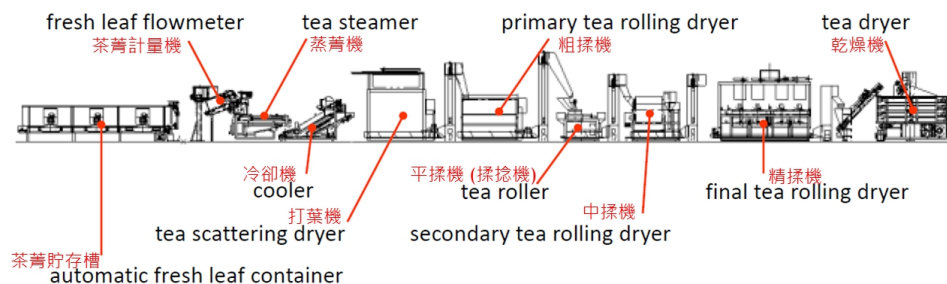 fresh leaf flowmeter
茶菁計量機
tea steamer
蒸菁機
primary tea rolling dryer
粗揉機
tea dryer
乾燥機
冷卻機
cooler
平揉機 (揉捻機)
tea roller
精揉機
final tea rolling dryer
打葉機
tea scattering dryer
中揉機
secondary tea rolling dryer
茶菁貯存槽
automatic fresh leaf container